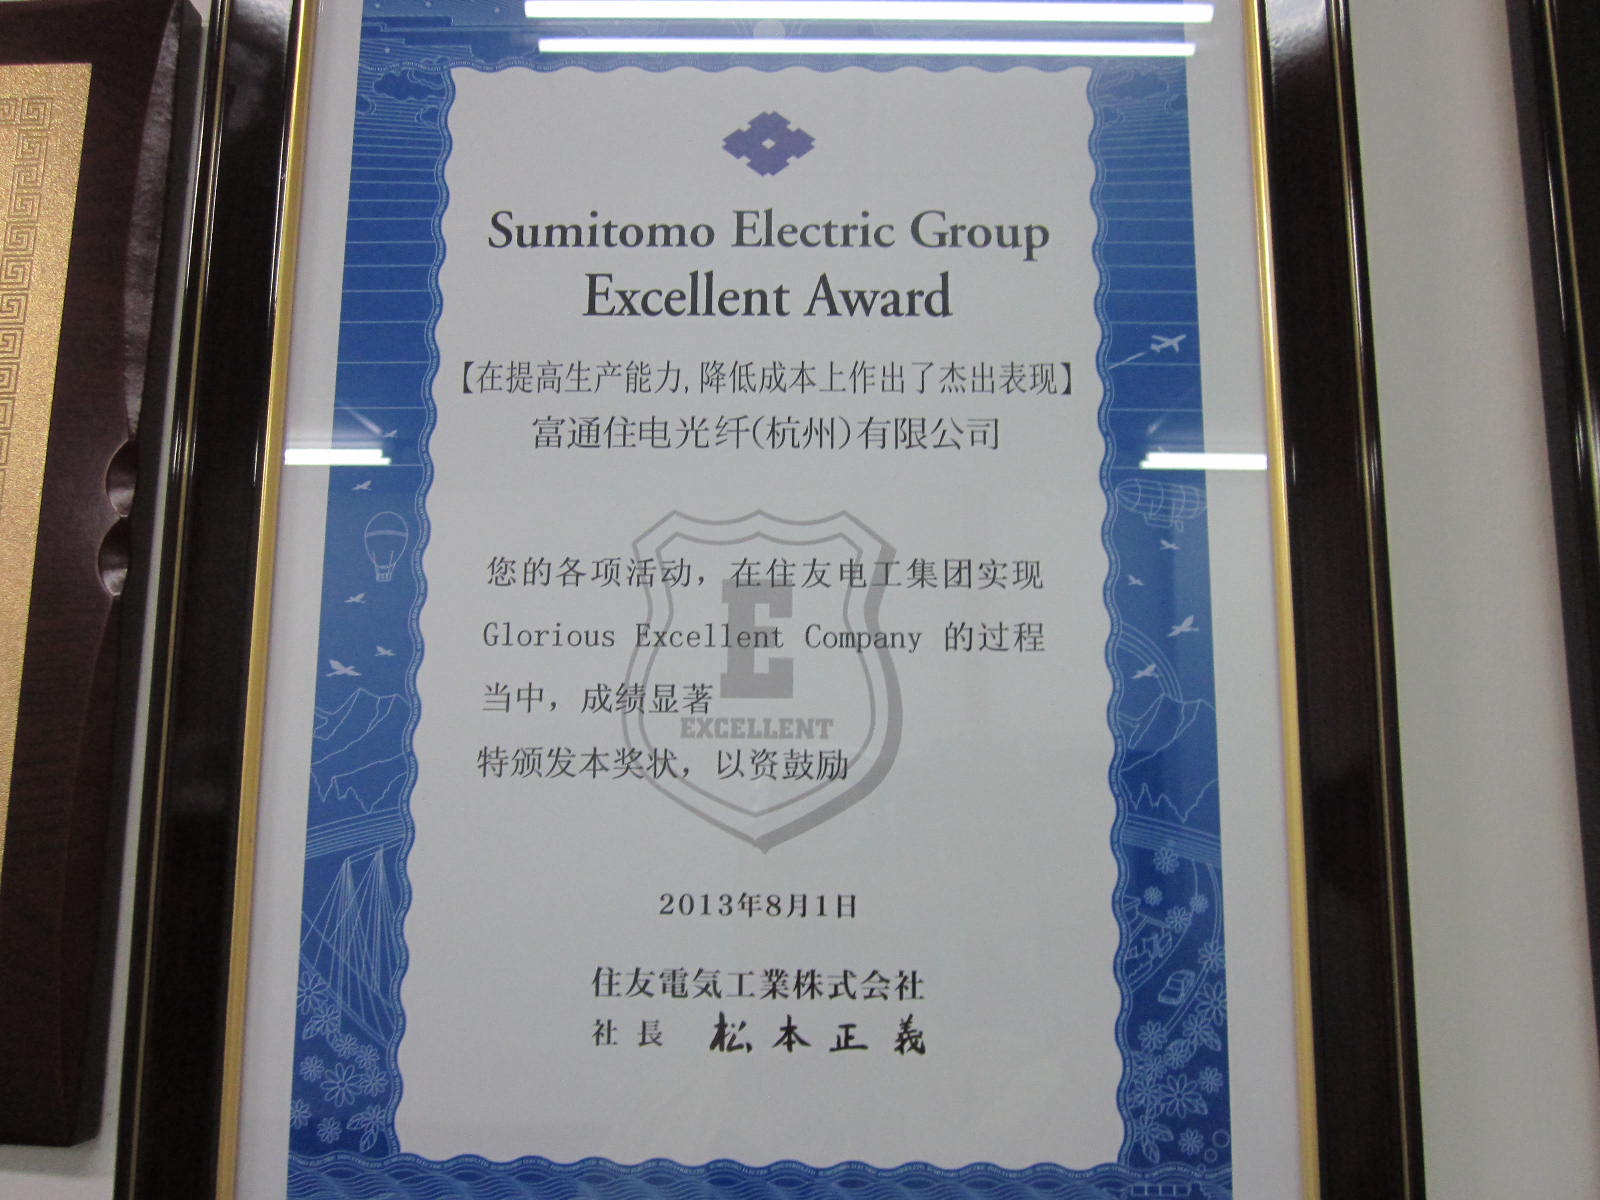 Sumitomo Electric Group
Excellent Award
【在提高生产能力,降低成本上作出了杰出表现】
富通住电光纤(杭州)有限公司
您的各项活动，在住友电工集团实现
Glorious Excellent Company 的过程
当中，成绩显著
特颁发本奖状，以资鼓励
E
EXCELLENT
2013年8月1日
住友電気工業株式会社
社長 松本正義